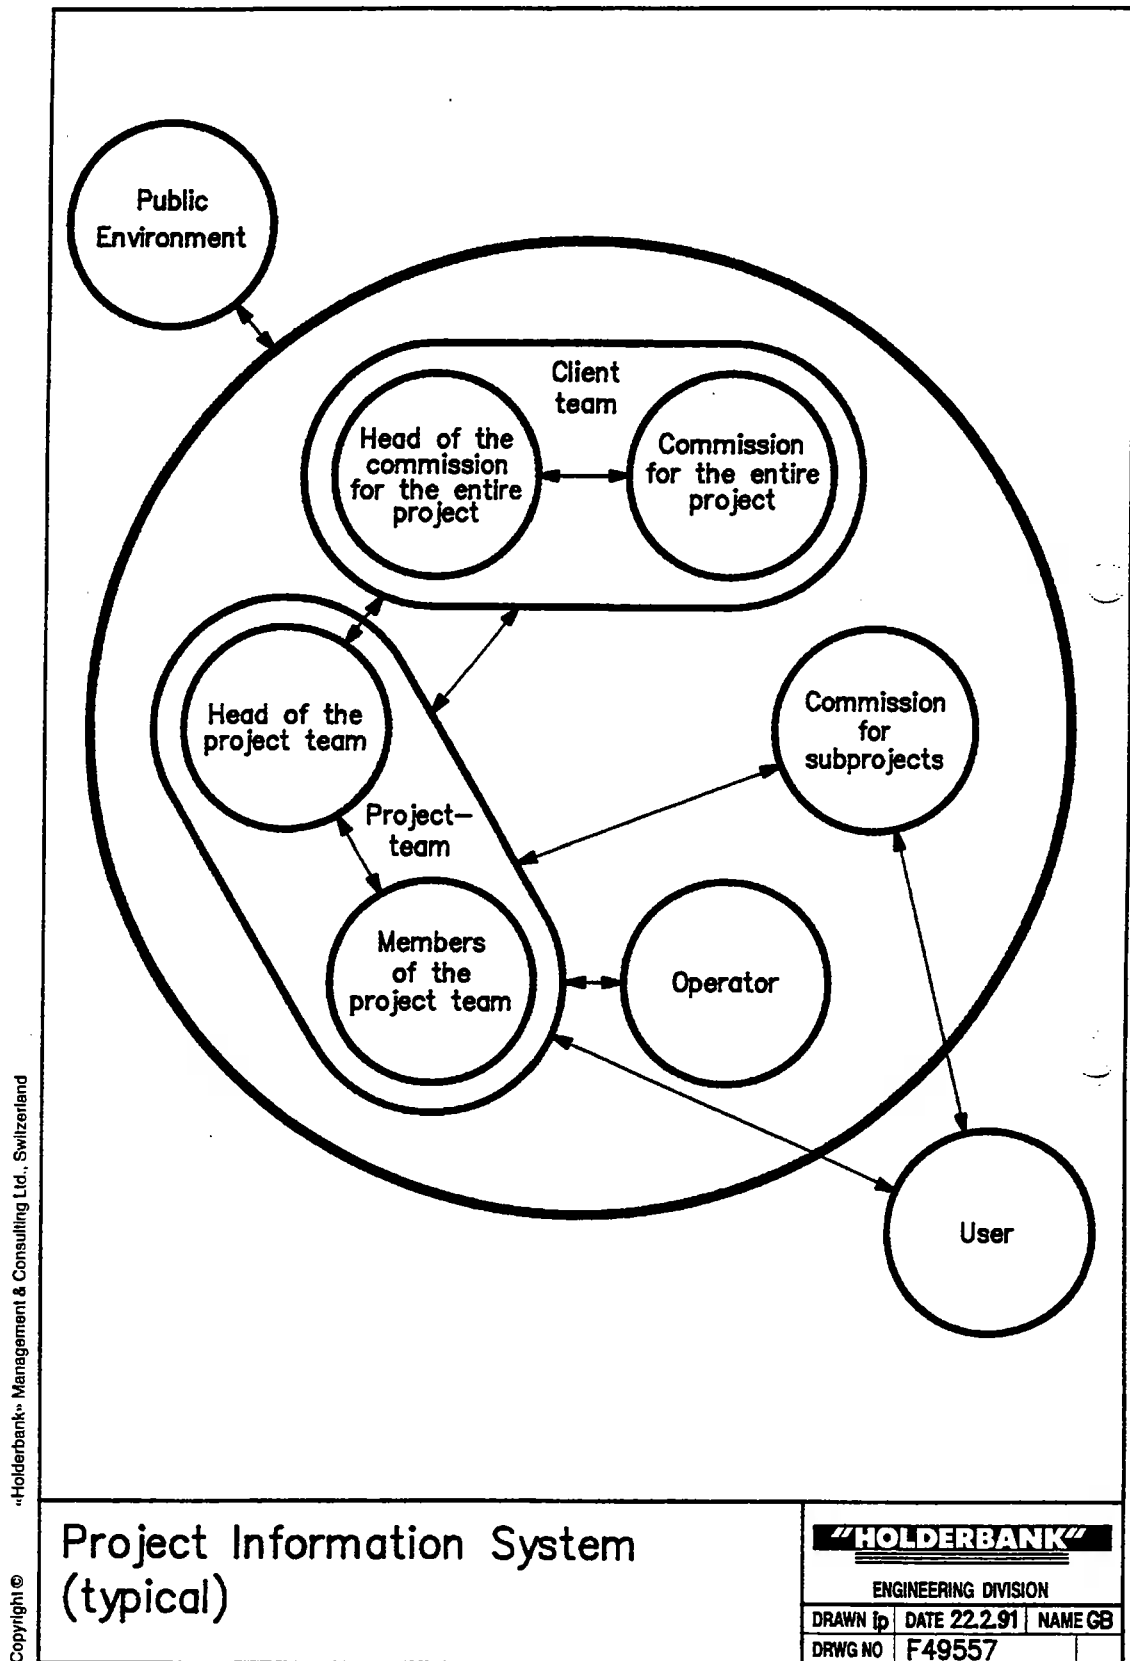 Public
Environment
Client
team
Head of the
commission
for the entire
project
Commission
for the entire
project
Head of the
project team
Commission
for
subprojects
Project-
team
Members
of the
project team
Operator
User
«Holderbank» Management & Consulting Ltd., Switzerland
Copyright ©
Project Information System
(typical)
"HOLDERBANK"
ENGINEERING DIVISION
DRAWN ip DATE 22.2.91 NAME GB
DRWG NO F49557